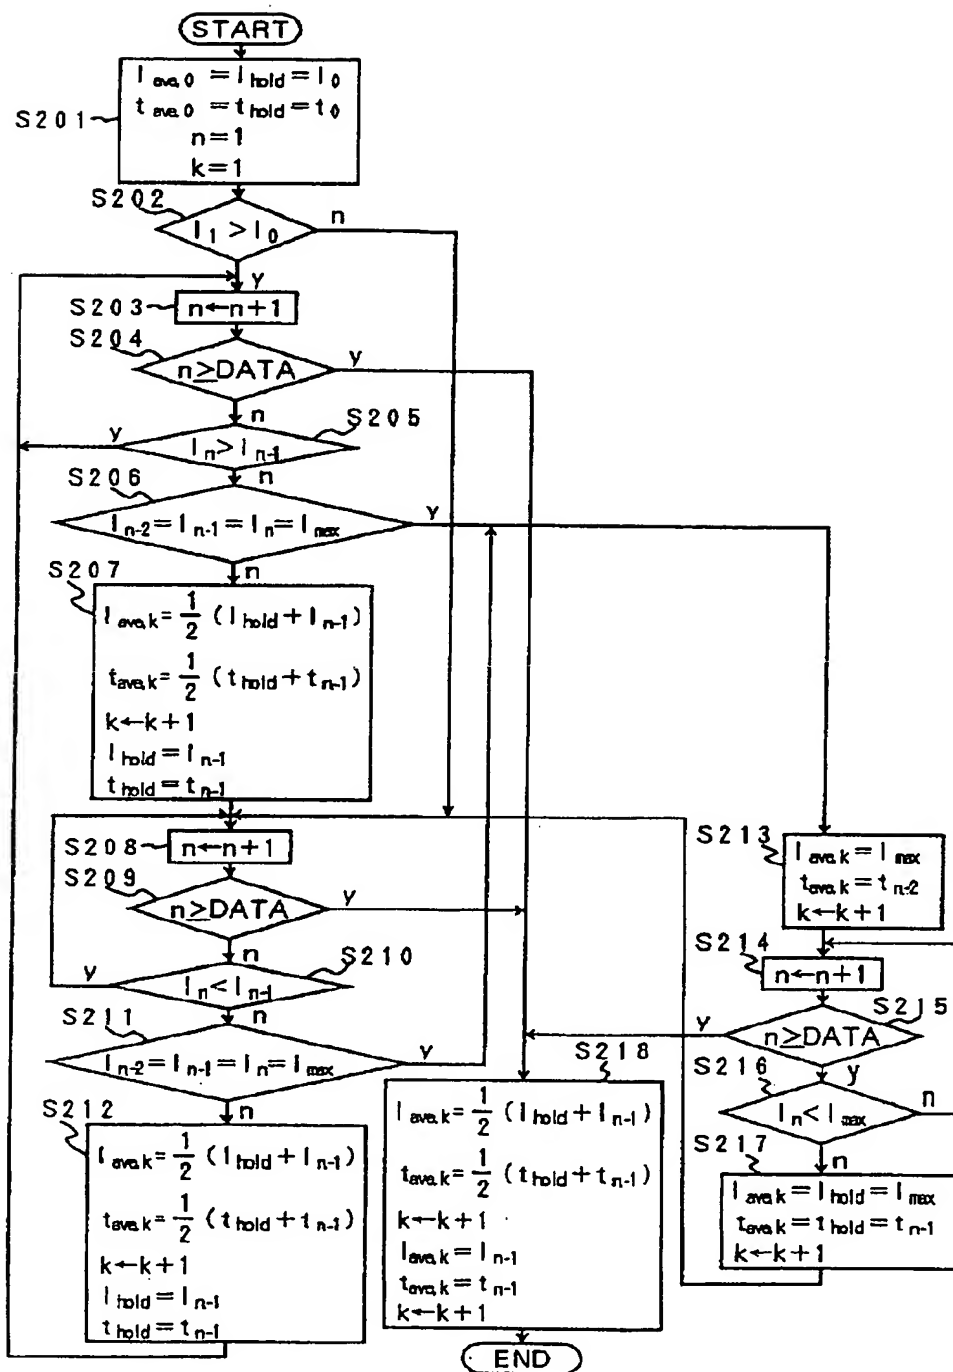 START
I ave,0 = I hold = I 0
t ave,0 = t hold = t 0
n=1
k=1
S201
S202
I 1 > I 0
n
y
S203
n←n+1
S204
n≥DATA
y
n
S205
y
I n > I n-1
n
S206
I n-2 = I n-1 = I n = I max
y
n
S207
I ave,k = 1/2 (I hold + I n-1)
t ave,k = 1/2 (t hold + t n-1)
k←k+1
I hold = I n-1
t hold = t n-1
S208
n←n+1
S209
n≥DATA
y
n
S210
y
I n < I n-1
n
S211
I n-2 = I n-1 = I n = I max
y
n
S212
I ave,k = 1/2 (I hold + I n-1)
t ave,k = 1/2 (t hold + t n-1)
k←k+1
I hold = I n-1
t hold = t n-1
S213
I ave,k = I max
t ave,k = t n-2
k←k+1
S214
n←n+1
S215
y
n≥DATA
y
S216
I n < I max
n
n
S217
I ave,k = I hold = I max
t ave,k = t hold = t n-1
k←k+1
S218
I ave,k = 1/2 (I hold + I n-1)
t ave,k = 1/2 (t hold + t n-1)
k←k+1
I ave,k = I n-1
t ave,k = t n-1
k←k+1
END